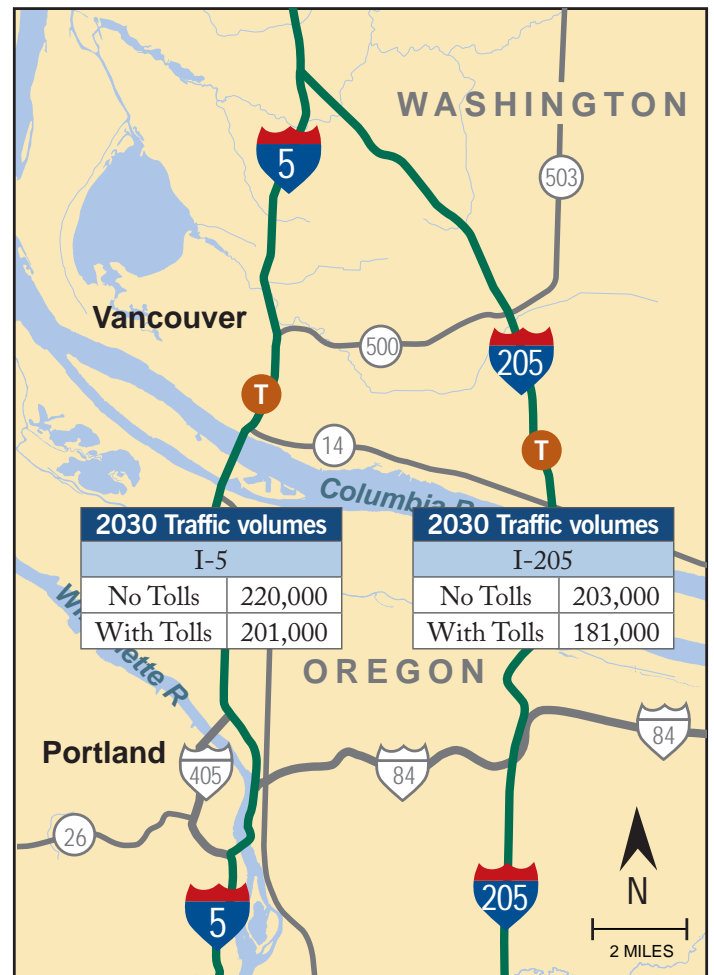 WASHINGTON
5
503
Vancouver
500
205
T
T
14
Columbia R
2030 Traffic volumes
I-5
No Tolls 220,000
With Tolls 201,000
2030 Traffic volumes
I-205
No Tolls 203,000
With Tolls 181,000
W
ette R
OREGON
Portland
405
84
84
26
5
205
N
2 MILES